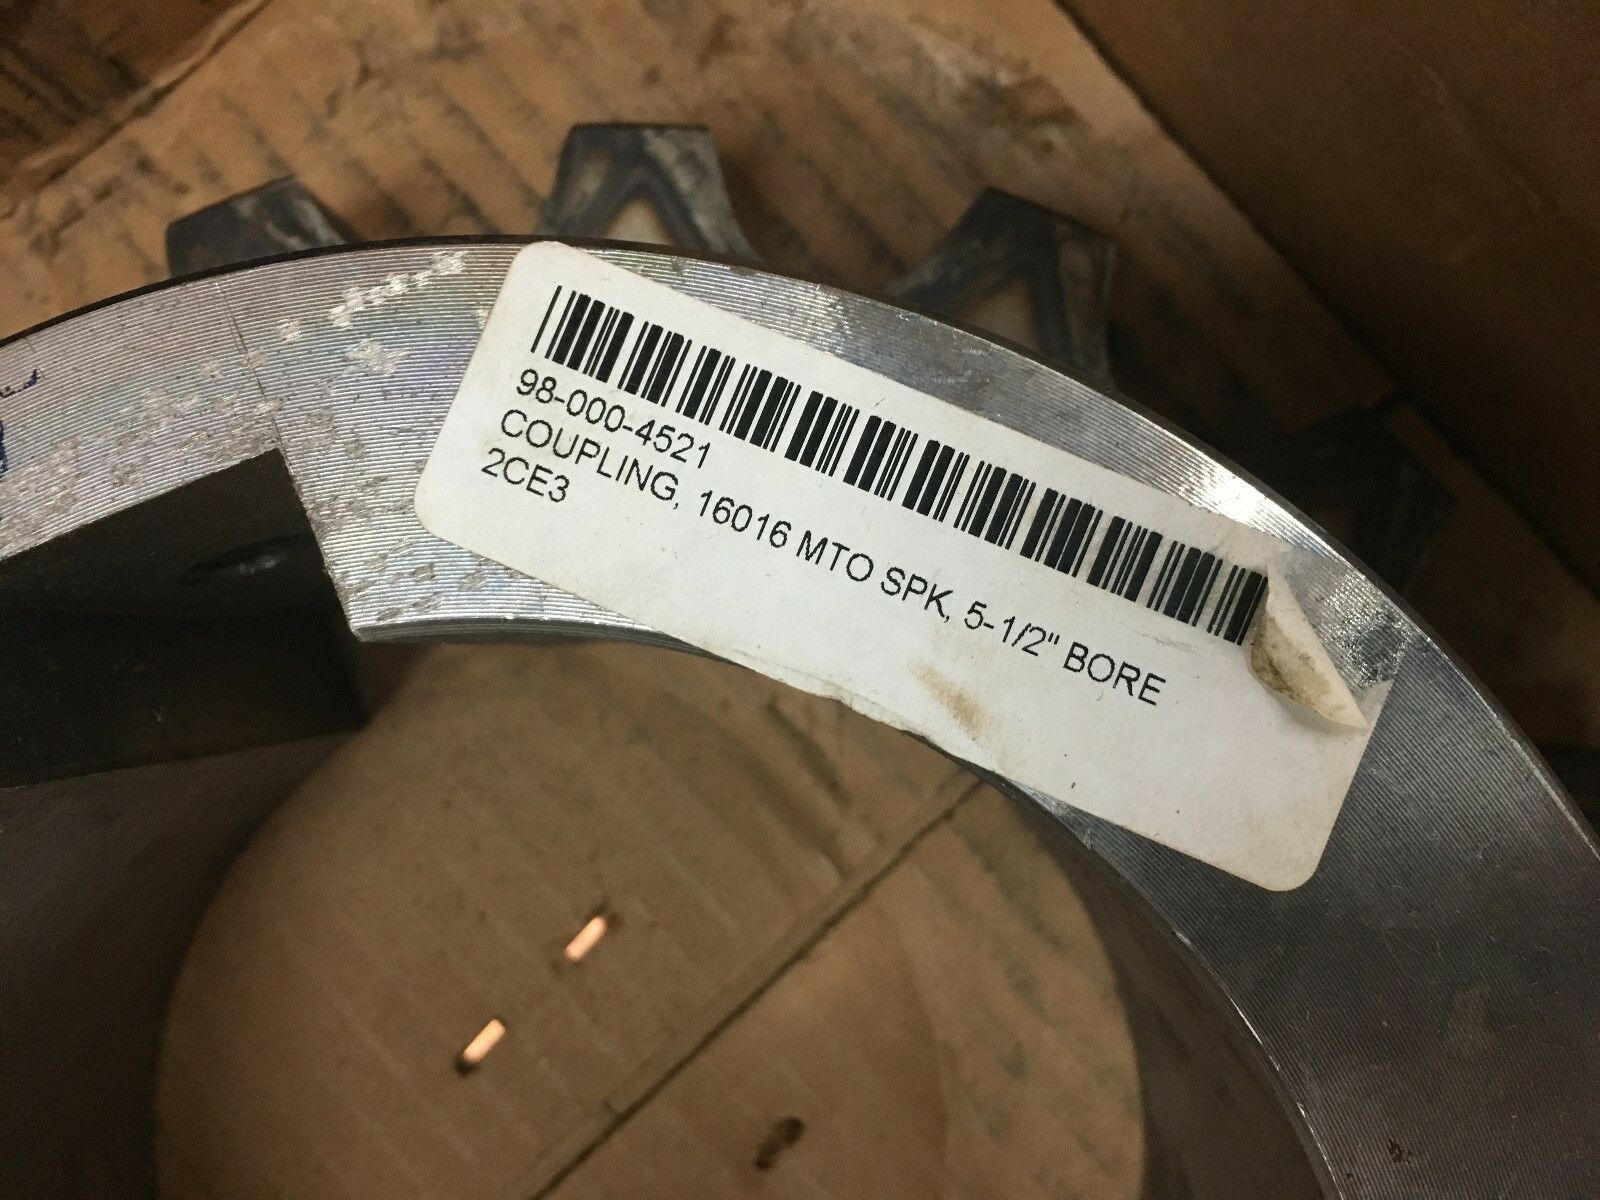 98-000-4521
COUPLING, 16016 MTO SPK, 5-1/2" BORE
2CE3